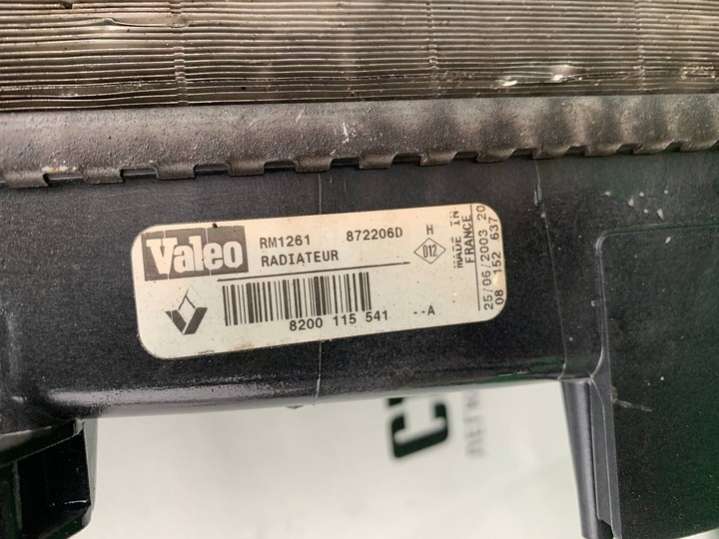 Valeo
RM1261 872206D H
RADIATEUR
D12
8200 115 541 --A
MADE IN
FRANCE
25/06/2003 20
08 152 637